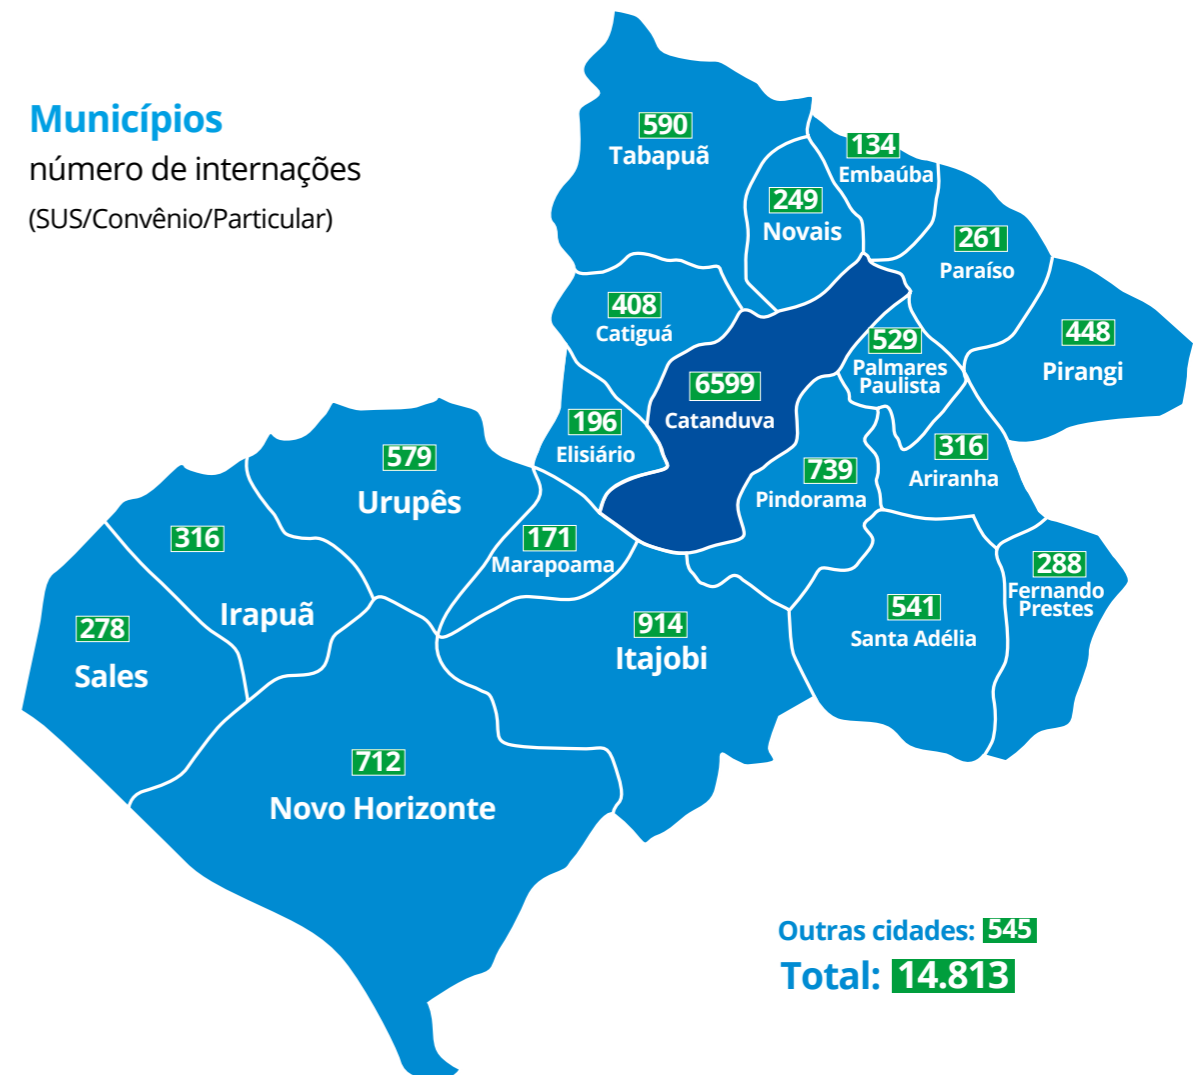 Municípios
número de internações
(SUS/Convênio/Particular)
590
Tabapuã
134
Embaúba
249
Novais
261
Paraíso
408
Catiguá
448
Pirangi
529
Palmares
Paulista
6599
Catanduva
196
Elisiário
316
Ariranha
579
Urupês
739
Pindorama
316
Irapuã
171
Marapoama
288
Fernando
Prestes
278
Sales
914
Itajobi
541
Santa Adélia
712
Novo Horizonte
Outras cidades: 545
Total: 14.813